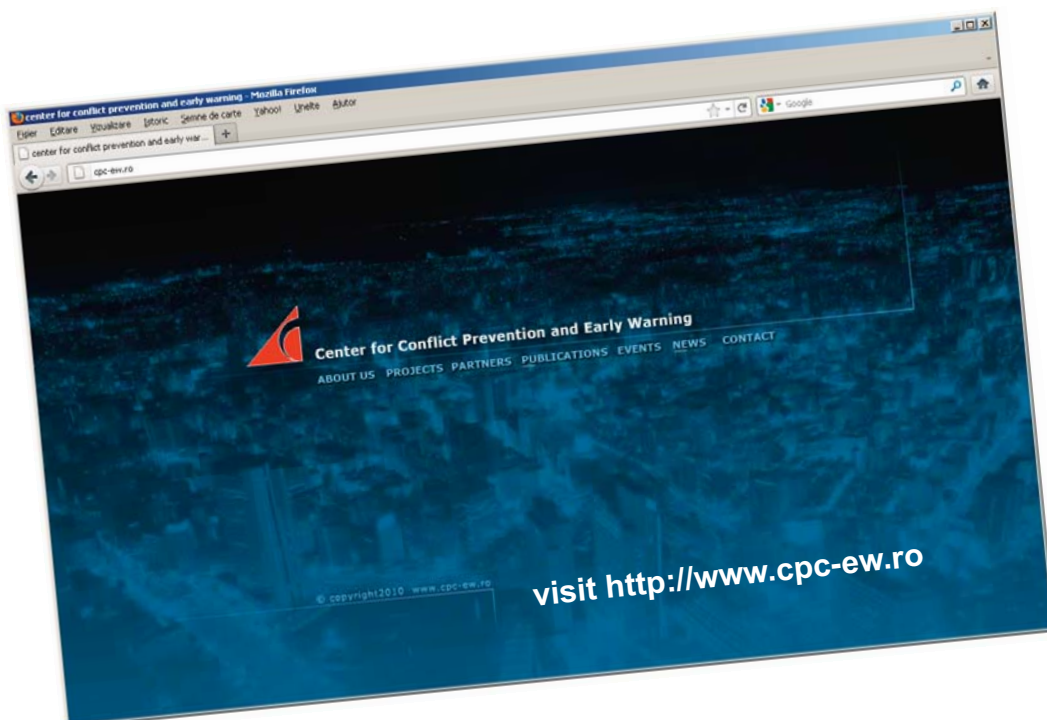 center for conflict prevention and early warning - Mozilla Firefox
Fişier Editare Vizualizare Istoric Semne de carte Yahoo! Unelte Ajutor
center for conflict prevention and early war... +
cpc-ew.ro
Google
Center for Conflict Prevention and Early Warning
ABOUT US PROJECTS PARTNERS PUBLICATIONS EVENTS NEWS CONTACT
© copyright2010 www.cpc-ew.ro
visit http://www.cpc-ew.ro